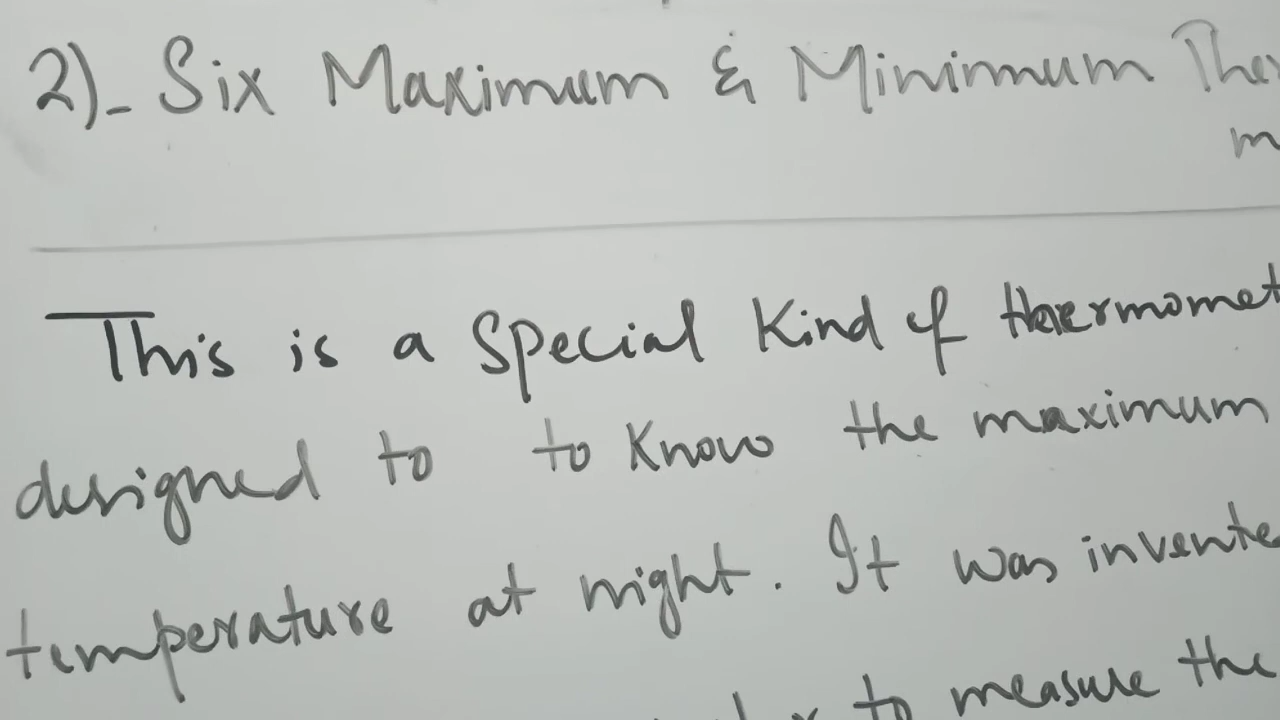 2)- Six Maximum & Minimum Ther
m
This is a Special Kind of thermomet
designed to to Know the maximum
temperature at night. It was invente
to measure the